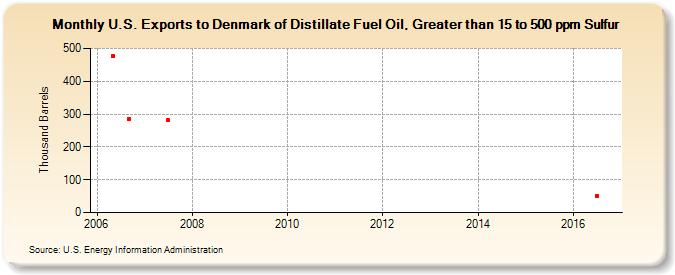 Monthly U.S. Exports to Denmark of Distillate Fuel Oil, Greater than 15 to 500 ppm Sulfur
Thousand Barrels
500
400
300
200
100
0
2006 2008 2010 2012 2014 2016
Source: U.S. Energy Information Administration